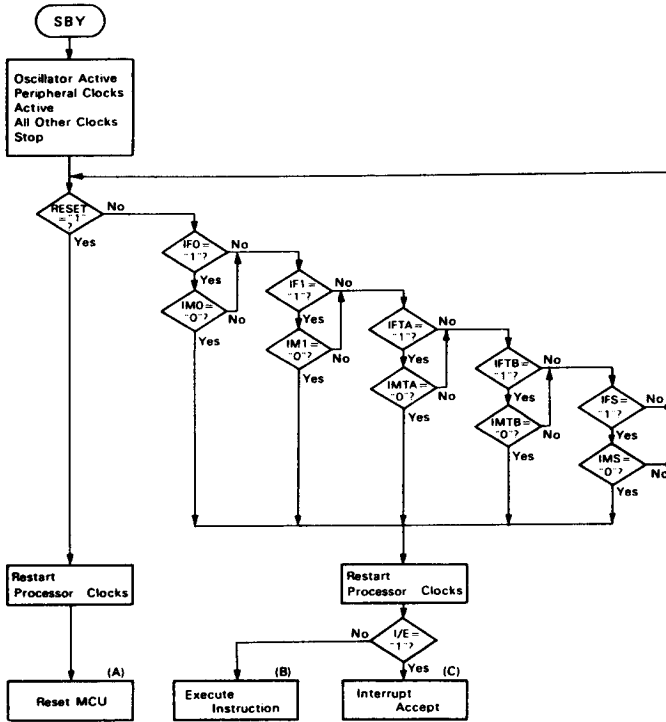 SBY
Oscillator Active
Peripheral Clocks
Active
All Other Clocks
Stop
RESET
="1"
?
No
Yes
IF0=
"1"?
No
Yes
IM0=
"0"?
No
Yes
IF1=
"1"?
No
Yes
IM1=
"0"?
No
Yes
IFTA=
"1"?
No
Yes
IMTA=
"0"?
No
Yes
IFTB=
"1"?
No
Yes
IMTB=
"0"?
No
Yes
IFS=
"1"?
No
Yes
IMS=
"0"?
No
Yes
Restart
Processor Clocks
Restart
Processor Clocks
I/E=
"1"?
No
Yes
(A)
Reset MCU
(B)
Execute
Instruction
(C)
Interrupt
Accept